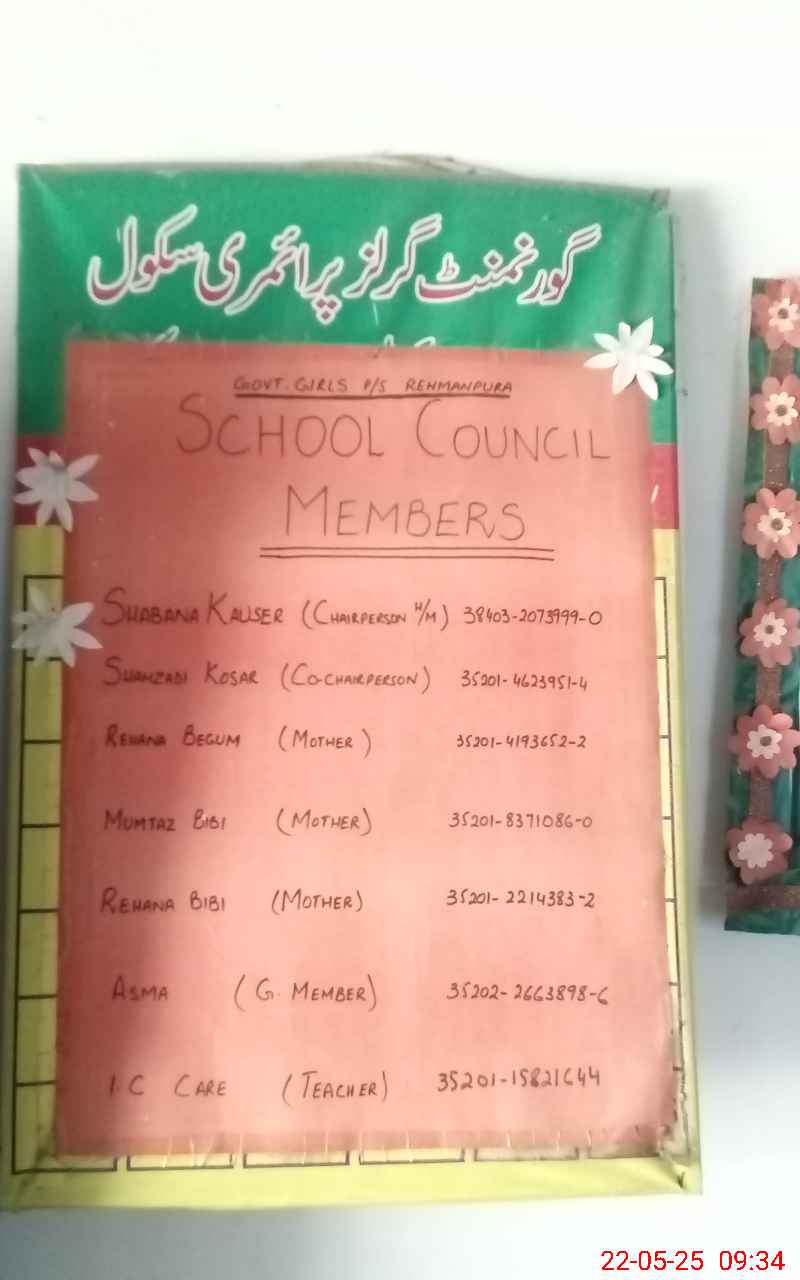 گورنمنٹ گرلز پرائمری سکول
GOVT. GIRLS P/S REHMANPURA
SCHOOL COUNCIL
MEMBERS
SHABANA KAUSER (CHAIRPERSON H/M) 38403-2073999-0
SHAHZADI KOSAR (CO-CHAIRPERSON) 35201-4623951-4
REHANA BEGUM (MOTHER) 35201-4193652-2
MUMTAZ BIBI (MOTHER) 35201-8371086-0
REHANA BIBI (MOTHER) 35201-2214383-2
ASMA (G. MEMBER) 35202-2663898-6
I.C CARE (TEACHER) 35201-15821644
22-05-25 09:34